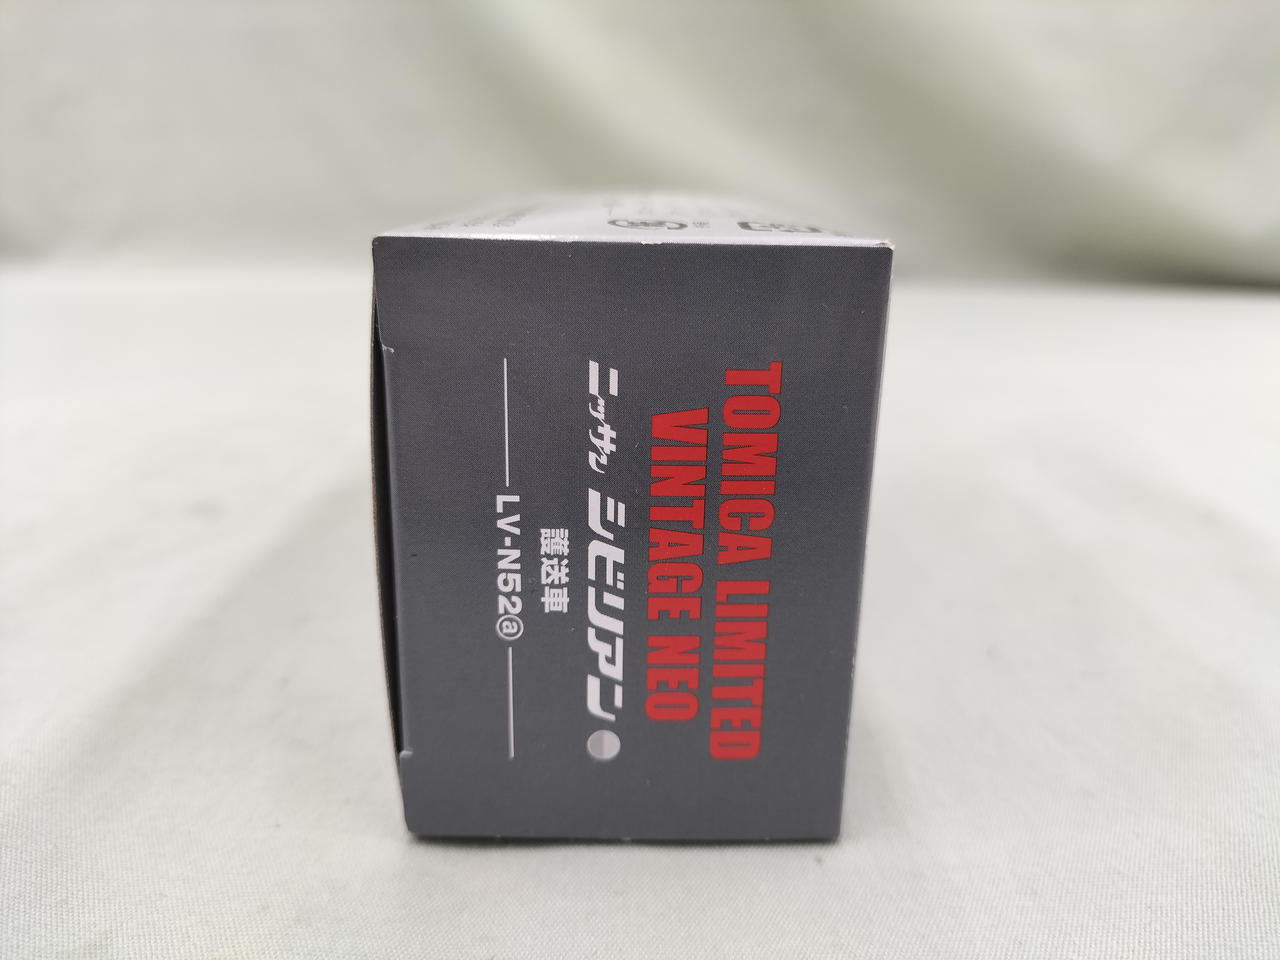 TOMICA LIMITED
VINTAGE NEO
ニッサン シビリアン
護送車
LV-N52ⓐ